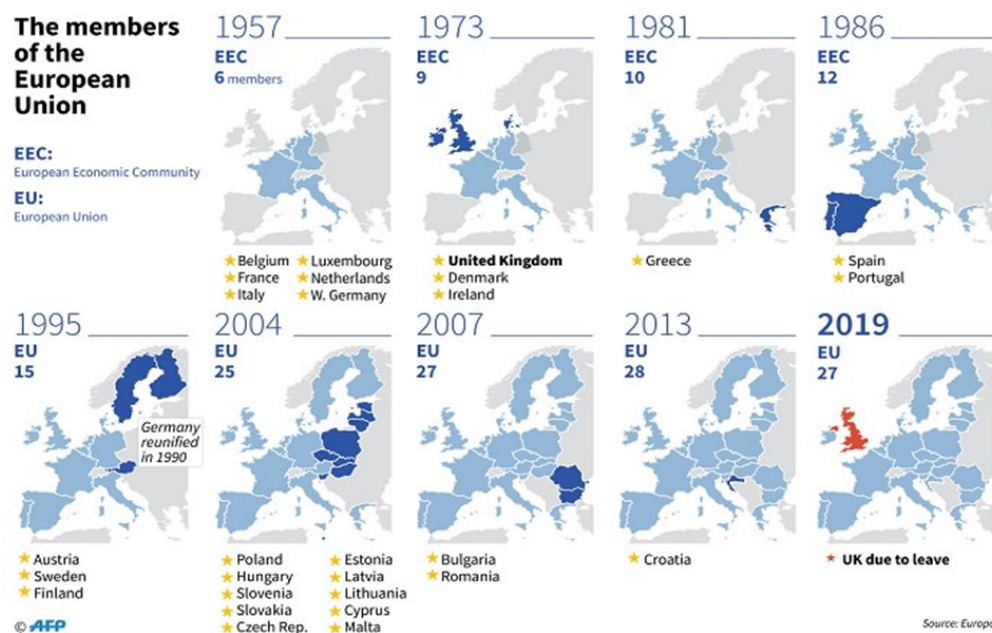 The members
of the
European
Union
EEC:
European Economic Community
EU:
European Union
1957
EEC
6 members
Belgium
France
Italy
Luxembourg
Netherlands
W. Germany
1973
EEC
9
United Kingdom
Denmark
Ireland
1981
EEC
10
Greece
1986
EEC
12
Spain
Portugal
1995
EU
15
Germany
reunified
in 1990
Austria
Sweden
Finland
2004
EU
25
Poland
Hungary
Slovenia
Slovakia
Czech Rep.
Estonia
Latvia
Lithuania
Cyprus
Malta
2007
EU
27
Bulgaria
Romania
2013
EU
28
Croatia
2019
EU
27
UK due to leave
© AFP
Source: Europe